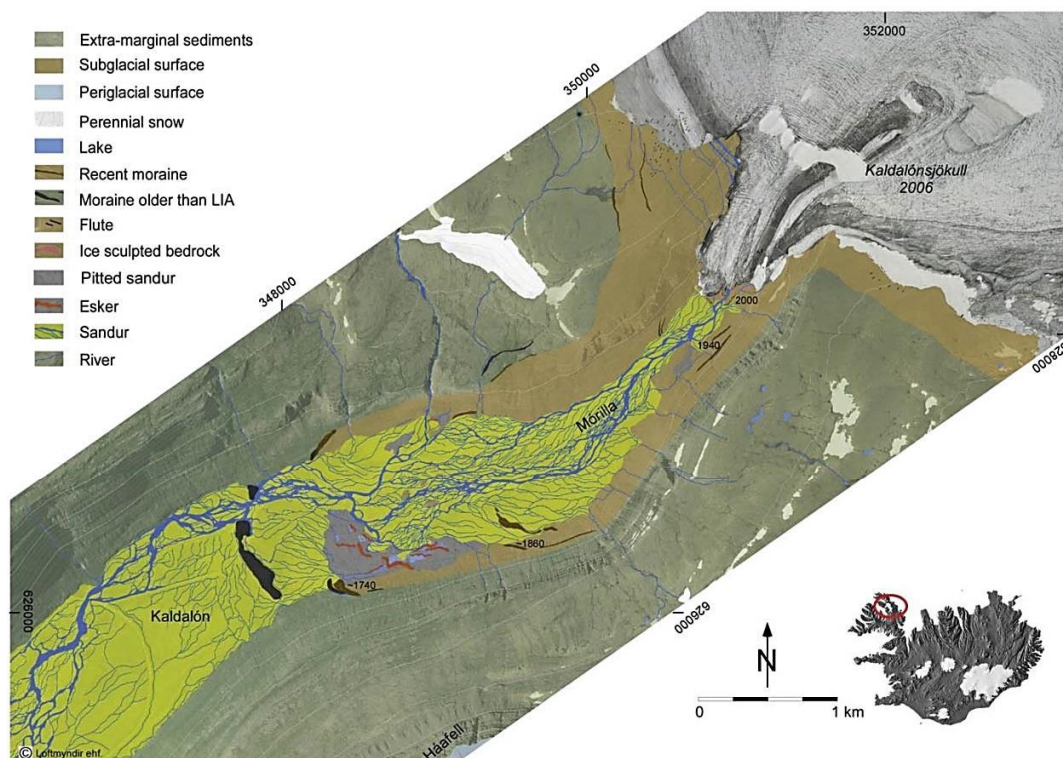 Extra-marginal sediments
Subglacial surface
Periglacial surface
Perennial snow
Lake
Recent moraine
Moraine older than LIA
Flute
Ice sculpted bedrock
Pitted sandur
Esker
Sandur
River
352000
350000
348000
Kaldalónsjökull
2006
2000
1940
628000
Mórilla
~1860
~1740
626000
Kaldalón
626000
Háafell
N
0
1 km
© Loftmyndir ehf.